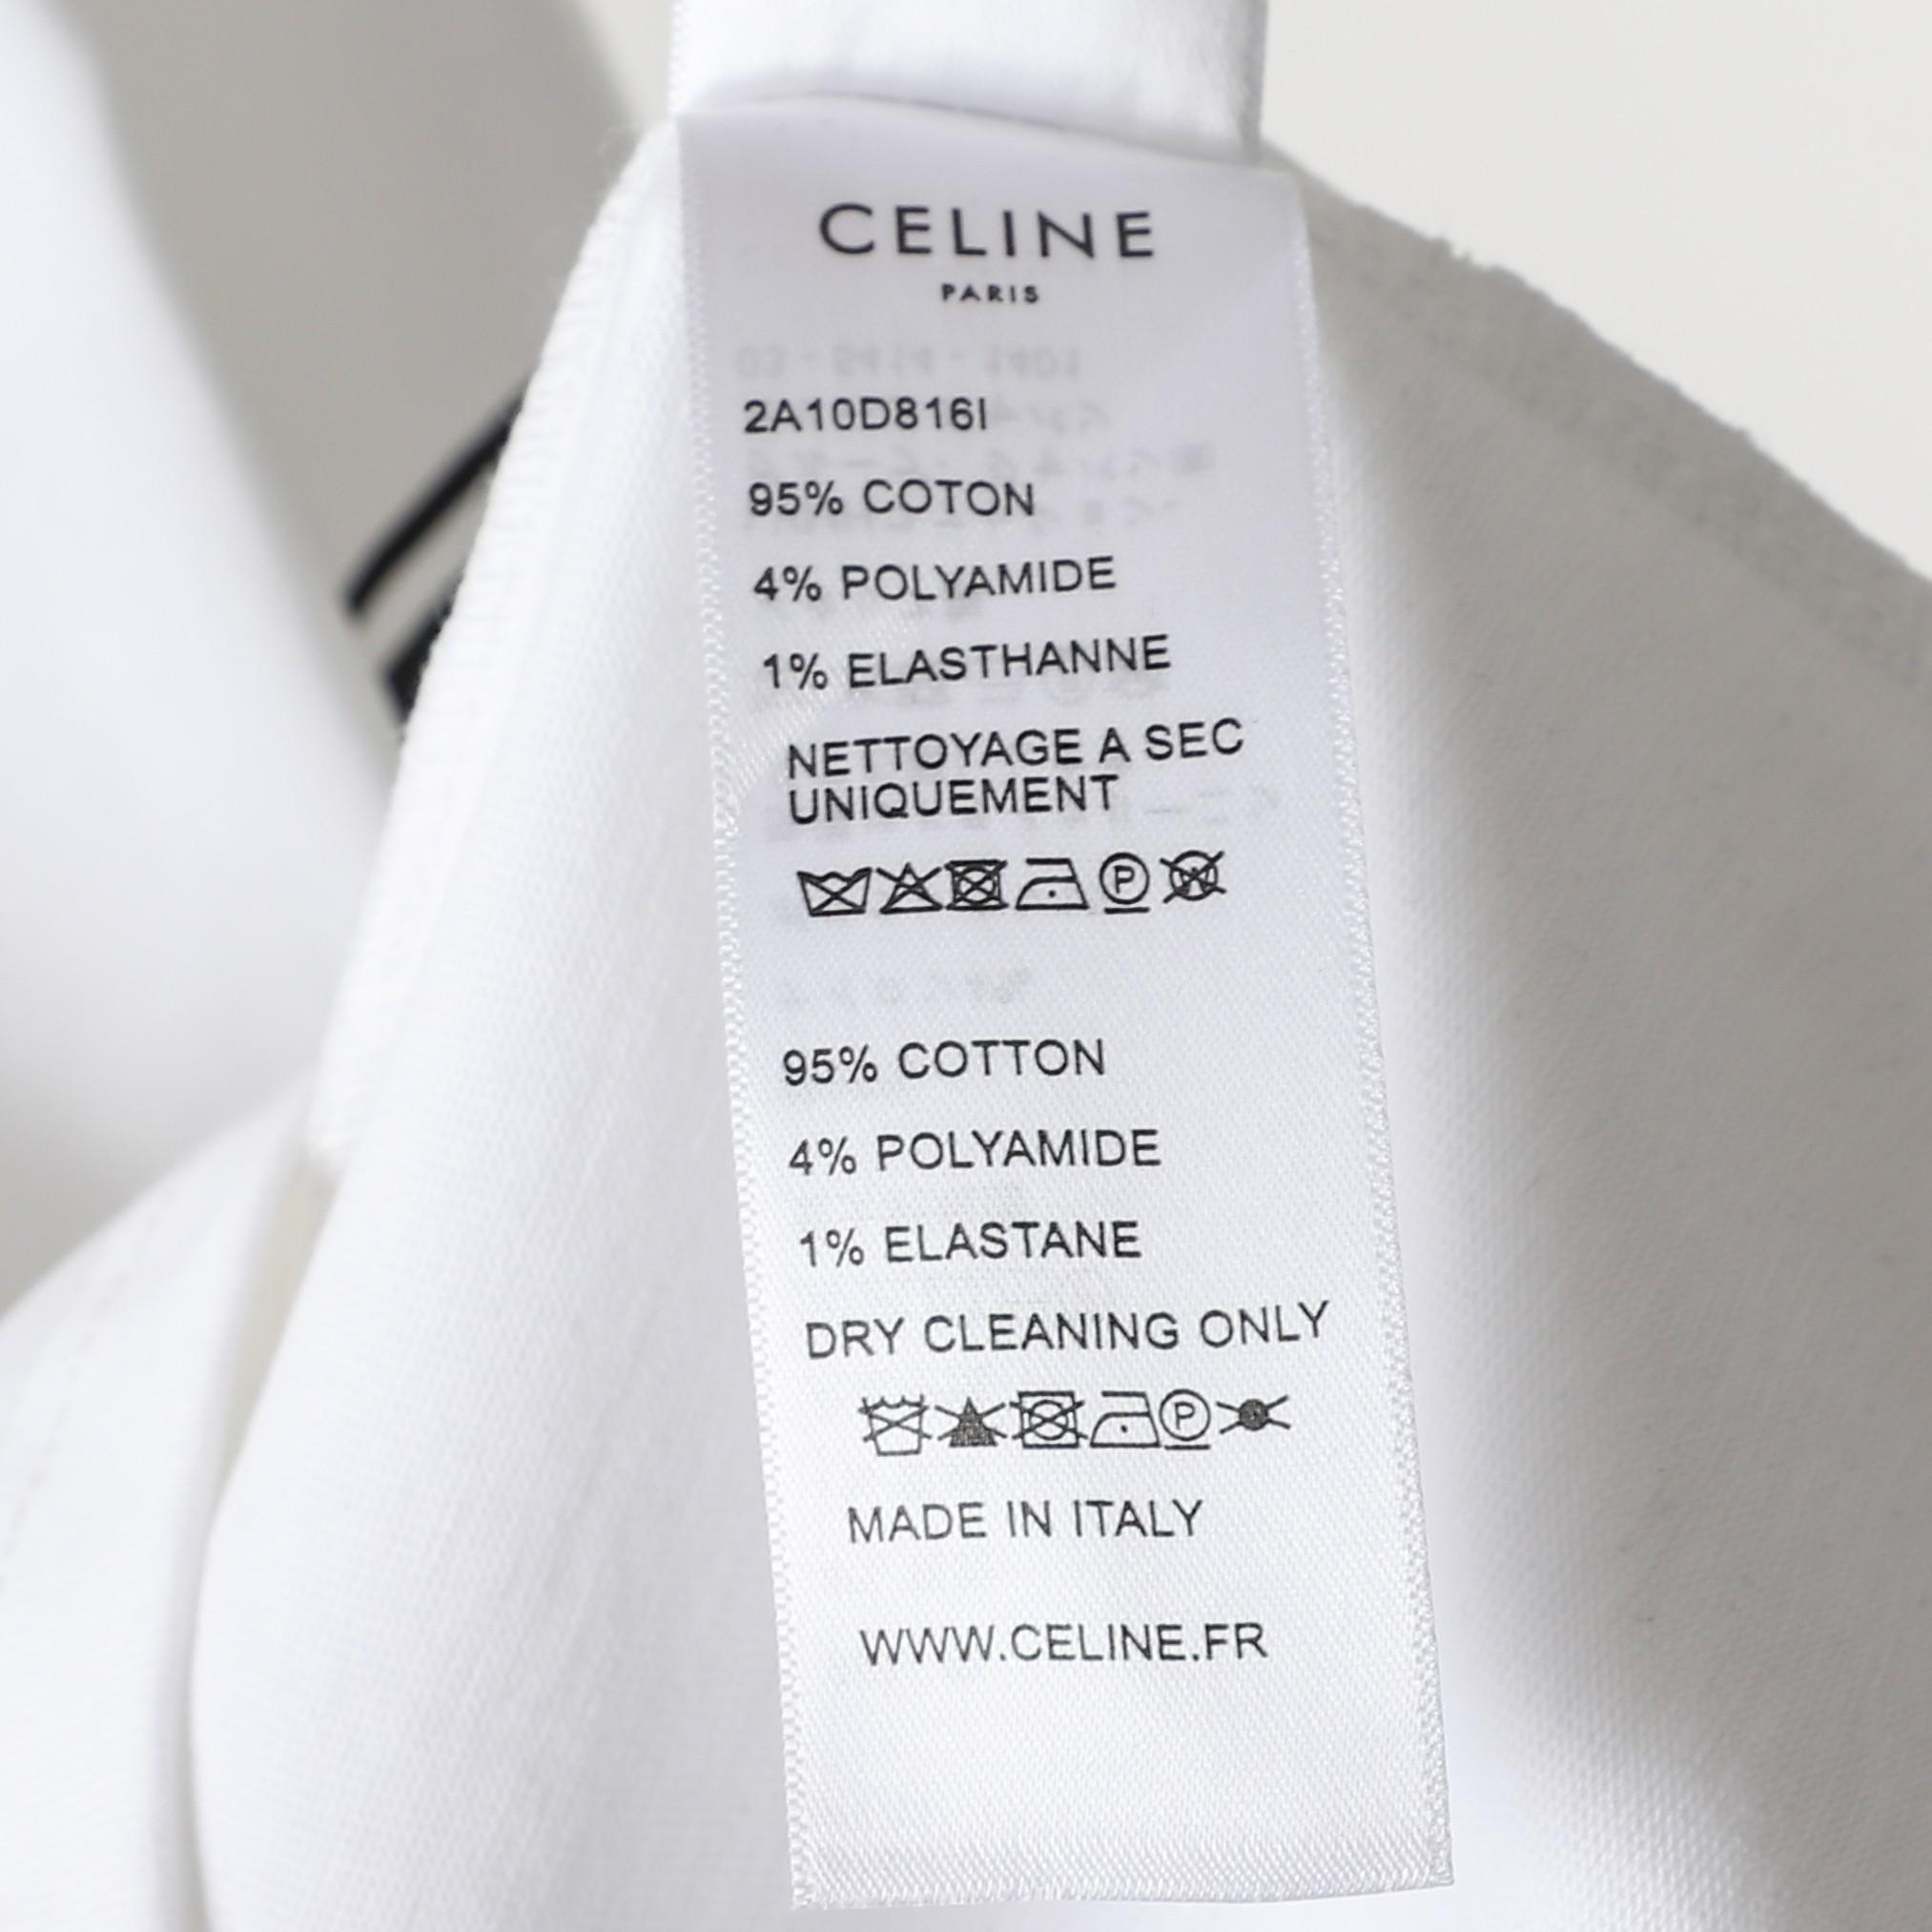 CELINE
PARIS
2A10D816I
95% COTON
4% POLYAMIDE
1% ELASTHANNE
NETTOYAGE A SEC
UNIQUEMENT
P W
95% COTTON
4% POLYAMIDE
1% ELASTANE
DRY CLEANING ONLY
P
MADE IN ITALY
WWW.CELINE.FR